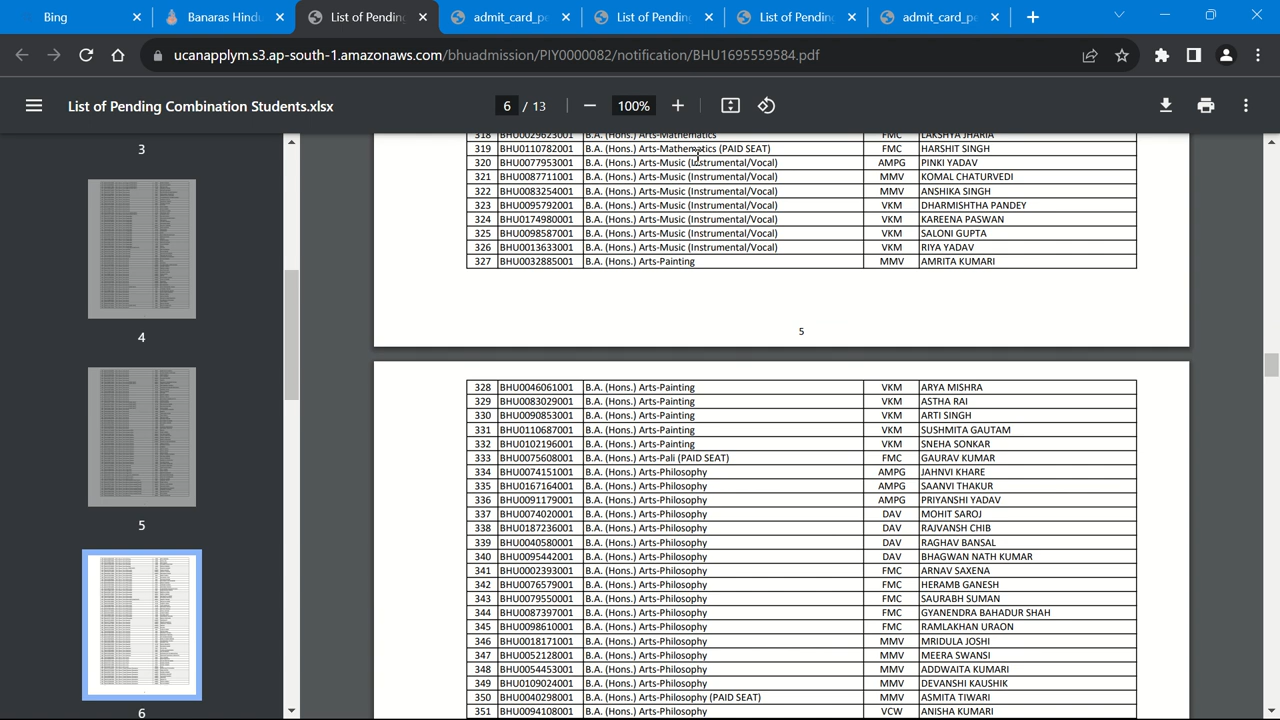 Bing
Banaras Hindu
List of Pending
admit_card_pe
List of Pending
List of Pending
admit_card_pe
ucanapplym.s3.ap-south-1.amazonaws.com/bhuadmission/PIY0000082/notification/BHU1695559584.pdf
List of Pending Combination Students.xlsx
6 / 13
100%
3
4
5
6
318 BHU0029623001 B.A. (Hons.) Arts-Mathematics FMC LAKSHYA JHARIA
319 BHU0110782001 B.A. (Hons.) Arts-Mathematics (PAID SEAT) FMC HARSHIT SINGH
320 BHU0077953001 B.A. (Hons.) Arts-Music (Instrumental/Vocal) AMPG PINKI YADAV
321 BHU0087711001 B.A. (Hons.) Arts-Music (Instrumental/Vocal) MMV KOMAL CHATURVEDI
322 BHU0083254001 B.A. (Hons.) Arts-Music (Instrumental/Vocal) MMV ANSHIKA SINGH
323 BHU0095792001 B.A. (Hons.) Arts-Music (Instrumental/Vocal) VKM DHARMISHTHA PANDEY
324 BHU0174980001 B.A. (Hons.) Arts-Music (Instrumental/Vocal) VKM KAREENA PASWAN
325 BHU0098587001 B.A. (Hons.) Arts-Music (Instrumental/Vocal) VKM SALONI GUPTA
326 BHU0013633001 B.A. (Hons.) Arts-Music (Instrumental/Vocal) VKM RIYA YADAV
327 BHU0032885001 B.A. (Hons.) Arts-Painting MMV AMRITA KUMARI
5
328 BHU0046061001 B.A. (Hons.) Arts-Painting VKM ARYA MISHRA
329 BHU0083029001 B.A. (Hons.) Arts-Painting VKM ASTHA RAI
330 BHU0090853001 B.A. (Hons.) Arts-Painting VKM ARTI SINGH
331 BHU0110687001 B.A. (Hons.) Arts-Painting VKM SUSHMITA GAUTAM
332 BHU0102196001 B.A. (Hons.) Arts-Painting VKM SNEHA SONKAR
333 BHU0075608001 B.A. (Hons.) Arts-Pali (PAID SEAT) FMC GAURAV KUMAR
334 BHU0074151001 B.A. (Hons.) Arts-Philosophy AMPG JAHNVI KHARE
335 BHU0167164001 B.A. (Hons.) Arts-Philosophy AMPG SAANVI THAKUR
336 BHU0091179001 B.A. (Hons.) Arts-Philosophy AMPG PRIYANSHI YADAV
337 BHU0074020001 B.A. (Hons.) Arts-Philosophy DAV MOHIT SAROJ
338 BHU0187236001 B.A. (Hons.) Arts-Philosophy DAV RAJVANSH CHIB
339 BHU0040580001 B.A. (Hons.) Arts-Philosophy DAV RAGHAV BANSAL
340 BHU0095442001 B.A. (Hons.) Arts-Philosophy DAV BHAGWAN NATH KUMAR
341 BHU0002393001 B.A. (Hons.) Arts-Philosophy FMC ARNAV SAXENA
342 BHU0076579001 B.A. (Hons.) Arts-Philosophy FMC HERAMB GANESH
343 BHU0079550001 B.A. (Hons.) Arts-Philosophy FMC SAURABH SUMAN
344 BHU0087397001 B.A. (Hons.) Arts-Philosophy FMC GYANENDRA BAHADUR SHAH
345 BHU0098610001 B.A. (Hons.) Arts-Philosophy FMC RAMLAKHAN URAON
346 BHU0018171001 B.A. (Hons.) Arts-Philosophy MMV MRIDULA JOSHI
347 BHU0052128001 B.A. (Hons.) Arts-Philosophy MMV MEERA SWANSI
348 BHU0054453001 B.A. (Hons.) Arts-Philosophy MMV ADDWAITA KUMARI
349 BHU0109024001 B.A. (Hons.) Arts-Philosophy MMV DEVANSHI KAUSHIK
350 BHU0040298001 B.A. (Hons.) Arts-Philosophy (PAID SEAT) MMV ASMITA TIWARI
351 BHU0094108001 B.A. (Hons.) Arts-Philosophy VCW ANISHA KUMARI